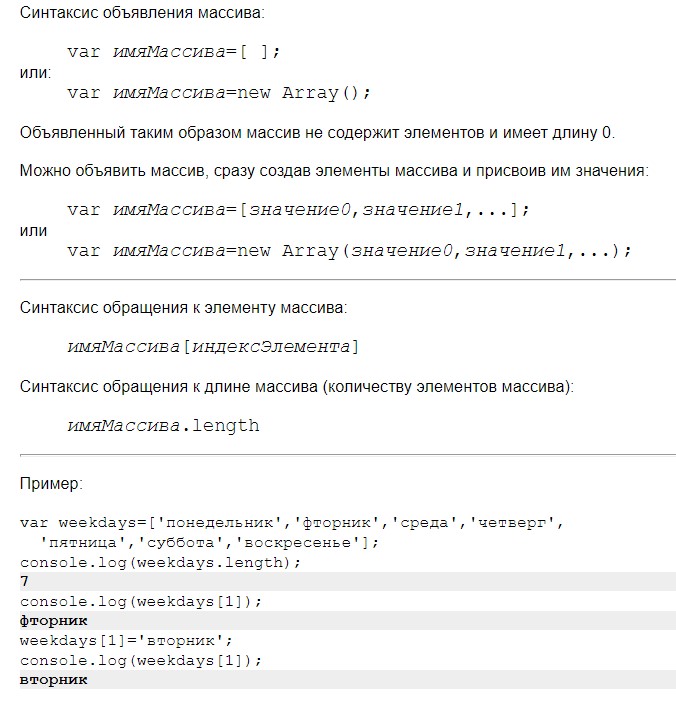 Синтаксис объявления массива:
var имяМассива=[ ];
или:
var имяМассива=new Array();
Объявленный таким образом массив не содержит элементов и имеет длину 0.
Можно объявить массив, сразу создав элементы массива и присвоив им значения:
var имяМассива=[значение0,значение1,...];
или
var имяМассива=new Array(значение0,значение1,...);
Синтаксис обращения к элементу массива:
имяМассива[индексЭлемента]
Синтаксис обращения к длине массива (количеству элементов массива):
имяМассива.length
Пример:
var weekdays=['понедельник','фторник','среда','четверг',
'пятница','суббота','воскресенье'];
console.log(weekdays.length);
7
console.log(weekdays[1]);
фторник
weekdays[1]='вторник';
console.log(weekdays[1]);
вторник